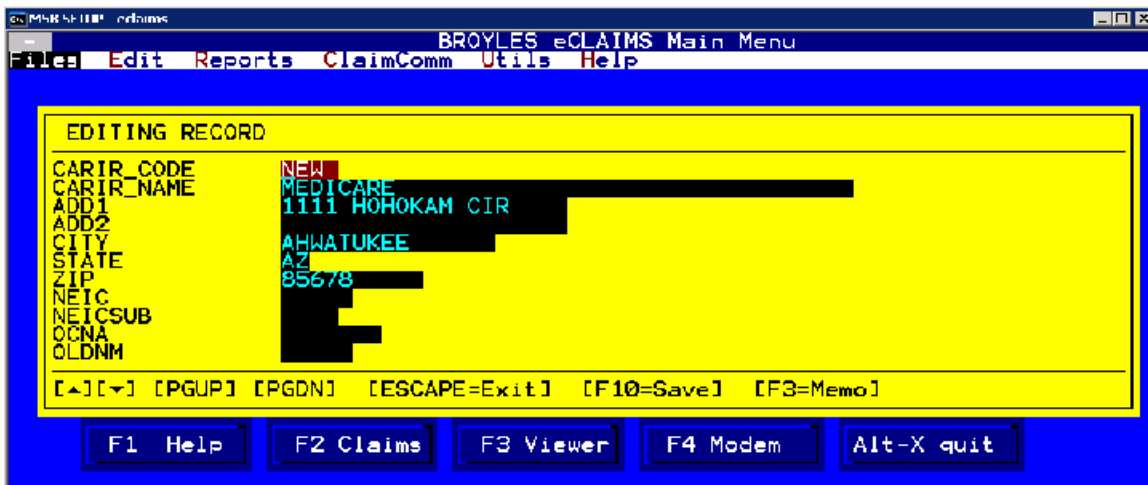 MSB SETUP eclaims
BROYLES eCLAIMS Main Menu
Files Edit Reports ClaimComm Utils Help
EDITING RECORD
CARIR_CODE NEW
CARIR_NAME MEDICARE
ADD1 1111 HOHOKAM CIR
ADD2
CITY AHWATUKEE
STATE AZ
ZIP 85678
NEIC
NEICSUB
OCNA
OLDNM
[▲][▼] [PGUP] [PGDN] [ESCAPE=Exit] [F10=Save] [F3=Memo]
F1 Help F2 Claims F3 Viewer F4 Modem Alt-X quit